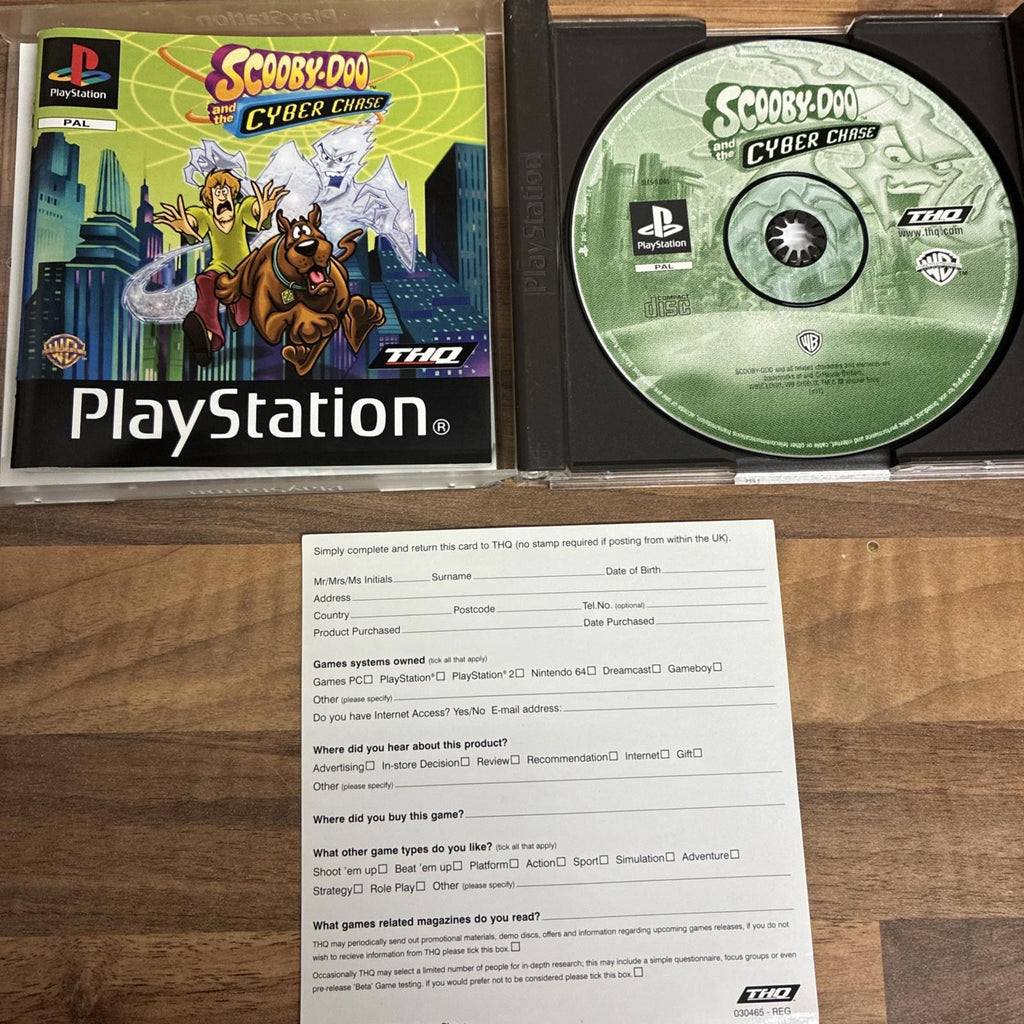 PlayStation
PAL
SCOOBY-DOO™
and the
CYBER CHASE
WB
THQ
PlayStation®
PlayStation
SCOOBY-DOO
and the
CYBER CHASE
PlayStation
PAL
COMPACT
disc
THQ
www.thq.com
WB
WB
SCOOBY-DOO and all related characters and elements
Simply complete and return this card to THQ (no stamp required if posting from within the UK).
Mr/Mrs/Ms Initials Surname Date of Birth
Address
Country Postcode Tel.No. (optional)
Product Purchased Date Purchased
Games systems owned (tick all that apply)
Games PC☐ PlayStation®☐ PlayStation® 2☐ Nintendo 64☐ Dreamcast☐ Gameboy☐
Other (please specify)
Do you have Internet Access? Yes/No E-mail address:
Where did you hear about this product?
Advertising☐ In-store Decision☐ Review☐ Recommendation☐ Internet☐ Gift☐
Other (please specify)
Where did you buy this game?
What other game types do you like? (tick all that apply)
Shoot 'em up☐ Beat 'em up☐ Platform☐ Action☐ Sport☐ Simulation☐ Adventure☐
Strategy☐ Role Play☐ Other (please specify)
What games related magazines do you read?
THQ may periodically send out promotional materials, demo discs, offers and information regarding upcoming games releases, if you do not
wish to recieve information from THQ please tick this box.☐
Occasionally THQ may select a limited number of people for in-depth research; this may include a simple questionnaire, focus groups or even
pre-release 'Beta' Game testing. if you would prefer not to be considered please tick this box.☐
THQ
030465 - REG